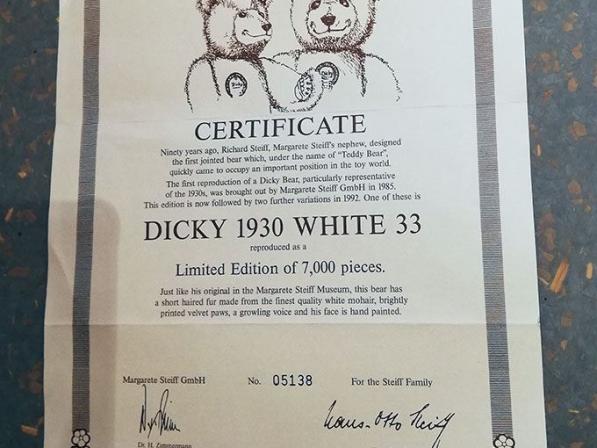 CERTIFICATE
Ninety years ago, Richard Steiff, Margarete Steiff's nephew, designed
the first jointed bear which, under the name of "Teddy Bear",
quickly came to occupy an important position in the toy world.
The first reproduction of a Dicky Bear, particularly representative
of the 1930s, was brought out by Margarete Steiff GmbH in 1985.
This edition is now followed by two further variations in 1992. One of these is
DICKY 1930 WHITE 33
reproduced as a
Limited Edition of 7,000 pieces.
Just like his original in the Margarete Steiff Museum, this bear has
a short haired fur made from the finest quality white mohair, brightly
printed velvet paws, a growling voice and his face is hand painted.
Margarete Steiff GmbH No. 05138 For the Steiff Family
Hans-Otto Steiff
Dr. H. Zimmermann